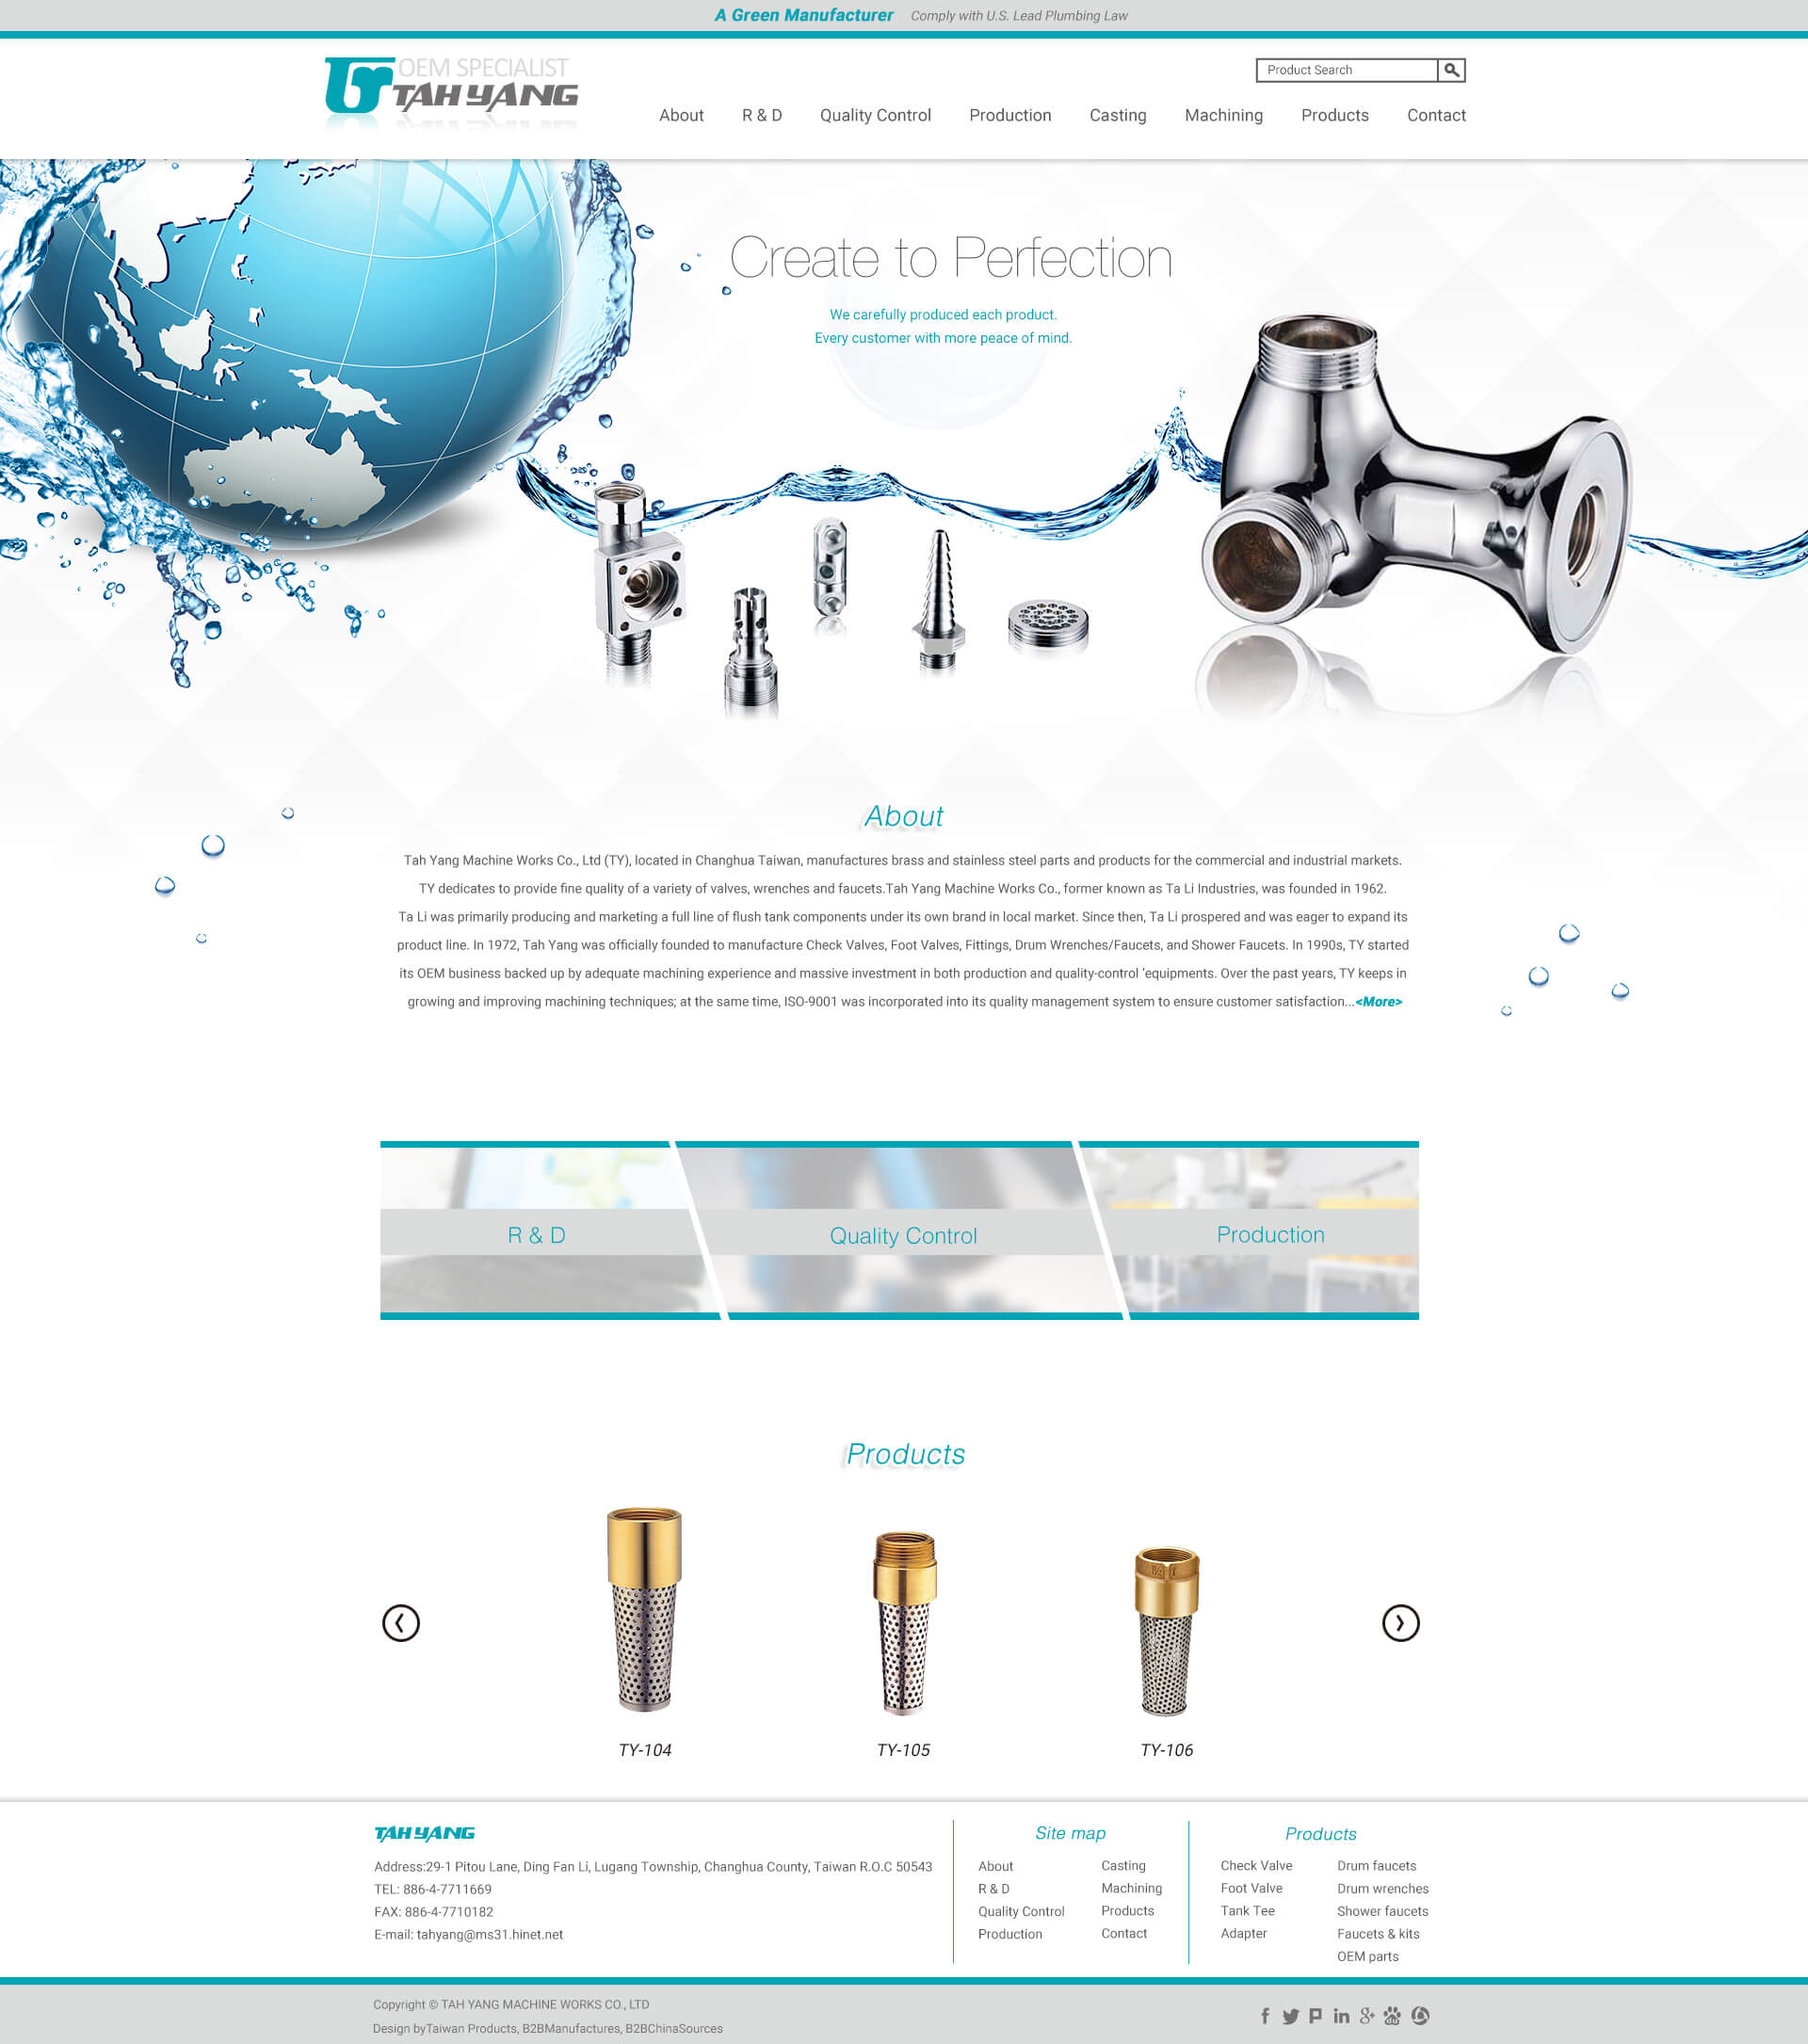 A Green Manufacturer Comply with U.S. Lead Plumbing Law
OEM SPECIALIST
TAH YANG
Product Search
About R & D Quality Control Production Casting Machining Products Contact
Create to Perfection
We carefully produced each product.
Every customer with more peace of mind.
About
Tah Yang Machine Works Co., Ltd (TY), located in Changhua Taiwan, manufactures brass and stainless steel parts and products for the commercial and industrial markets.
TY dedicates to provide fine quality of a variety of valves, wrenches and faucets.Tah Yang Machine Works Co., former known as Ta Li Industries, was founded in 1962.
Ta Li was primarily producing and marketing a full line of flush tank components under its own brand in local market. Since then, Ta Li prospered and was eager to expand its
product line. In 1972, Tah Yang was officially founded to manufacture Check Valves, Foot Valves, Fittings, Drum Wrenches/Faucets, and Shower Faucets. In 1990s, TY started
its OEM business backed up by adequate machining experience and massive investment in both production and quality-control 'equipments. Over the past years, TY keeps in
growing and improving machining techniques; at the same time, ISO-9001 was incorporated into its quality management system to ensure customer satisfaction...<More>
R & D Quality Control Production
Products
TY-104 TY-105 TY-106
TAH YANG
Address:29-1 Pitou Lane, Ding Fan Li, Lugang Township, Changhua County, Taiwan R.O.C 50543
TEL: 886-4-7711669
FAX: 886-4-7710182
E-mail: tahyang@ms31.hinet.net
Site map
About Casting
R & D Machining
Quality Control Products
Production Contact
Products
Check Valve Drum faucets
Foot Valve Drum wrenches
Tank Tee Shower faucets
Adapter Faucets & kits
OEM parts
Copyright © TAH YANG MACHINE WORKS CO., LTD
Design byTaiwan Products, B2BManufactures, B2BChinaSources